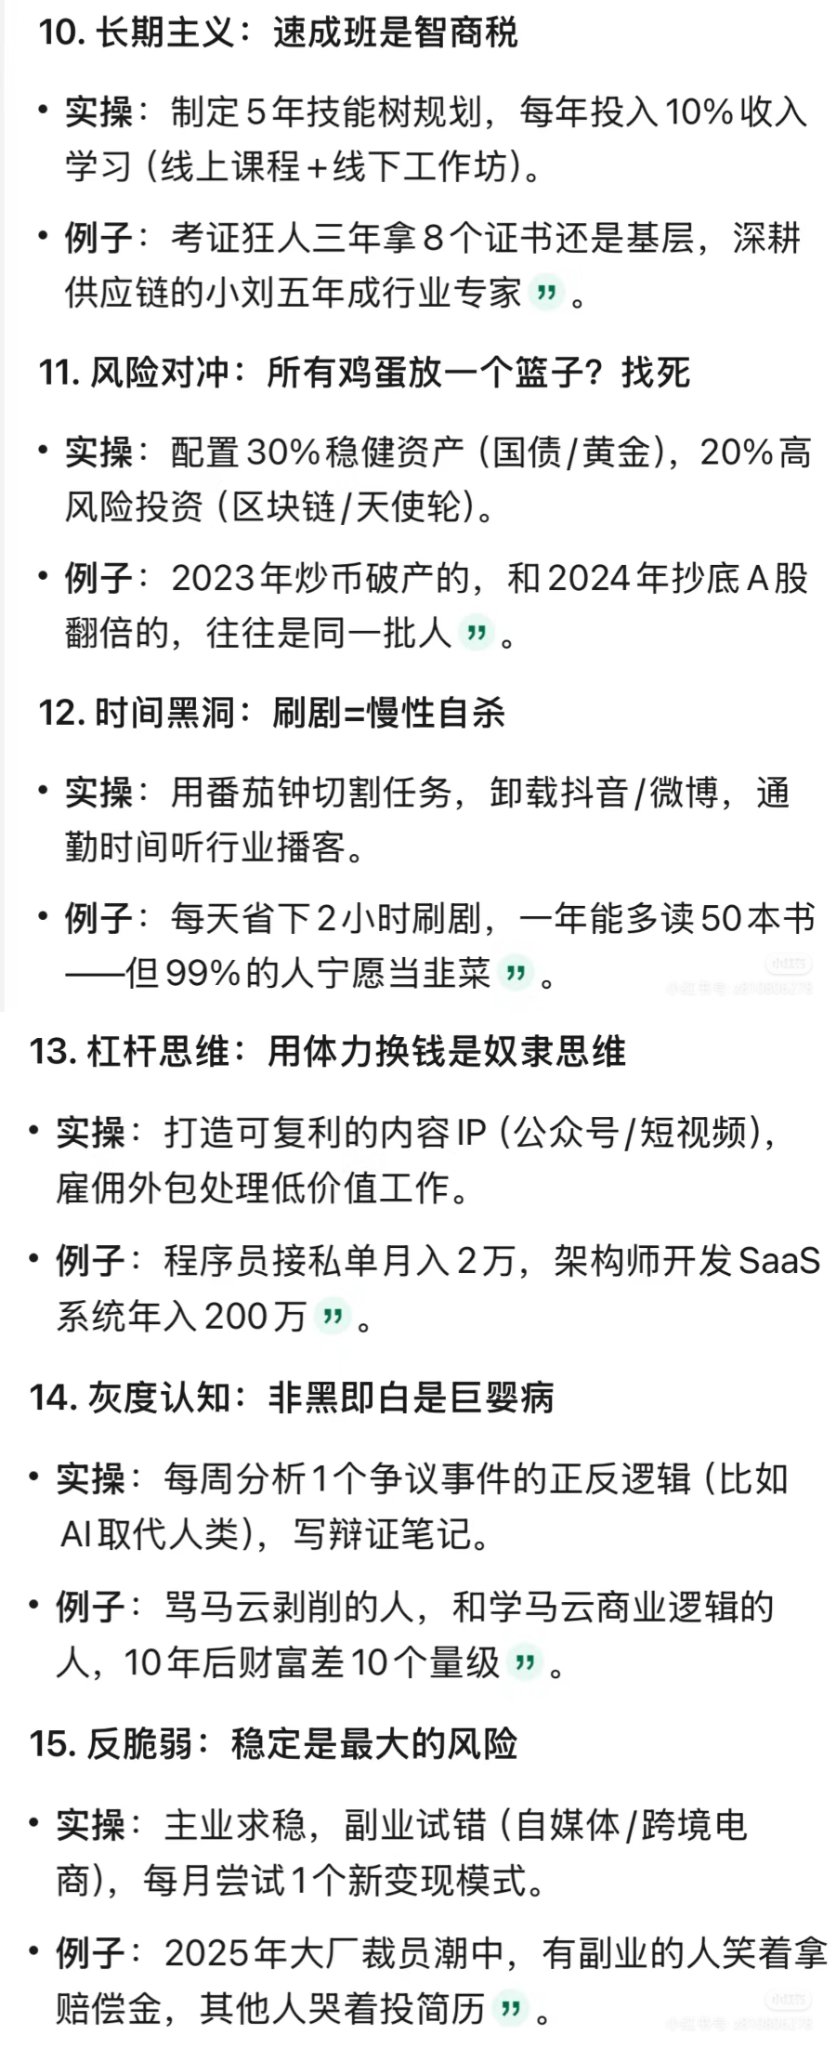 10. 长期主义：速成班是智商税
• 实操：制定5年技能树规划，每年投入10%收入
学习（线上课程+线下工作坊）。
• 例子：考证狂人三年拿8个证书还是基层，深耕
供应链的小刘五年成行业专家 ” 。
11. 风险对冲：所有鸡蛋放一个篮子？找死
• 实操：配置30%稳健资产（国债/黄金），20%高
风险投资（区块链/天使轮）。
• 例子：2023年炒币破产的，和2024年抄底A股
翻倍的，往往是同一批人 ” 。
12. 时间黑洞：刷剧=慢性自杀
• 实操：用番茄钟切割任务，卸载抖音/微博，通
勤时间听行业播客。
• 例子：每天省下2小时刷剧，一年能多读50本书
——但99%的人宁愿当韭菜 ” 。
13. 杠杆思维：用体力换钱是奴隶思维
• 实操：打造可复利的内容IP（公众号/短视频），
雇佣外包处理低价值工作。
• 例子：程序员接私单月入2万，架构师开发SaaS
系统年入200万 ” 。
14. 灰度认知：非黑即白是巨婴病
• 实操：每周分析1个争议事件的正反逻辑（比如
AI取代人类），写辩证笔记。
• 例子：骂马云剥削的人，和学马云商业逻辑的
人，10年后财富差10个量级 ” 。
15. 反脆弱：稳定是最大的风险
• 实操：主业求稳，副业试错（自媒体/跨境电
商），每月尝试1个新变现模式。
• 例子：2025年大厂裁员潮中，有副业的人笑着拿
赔偿金，其他人哭着投简历 ” 。